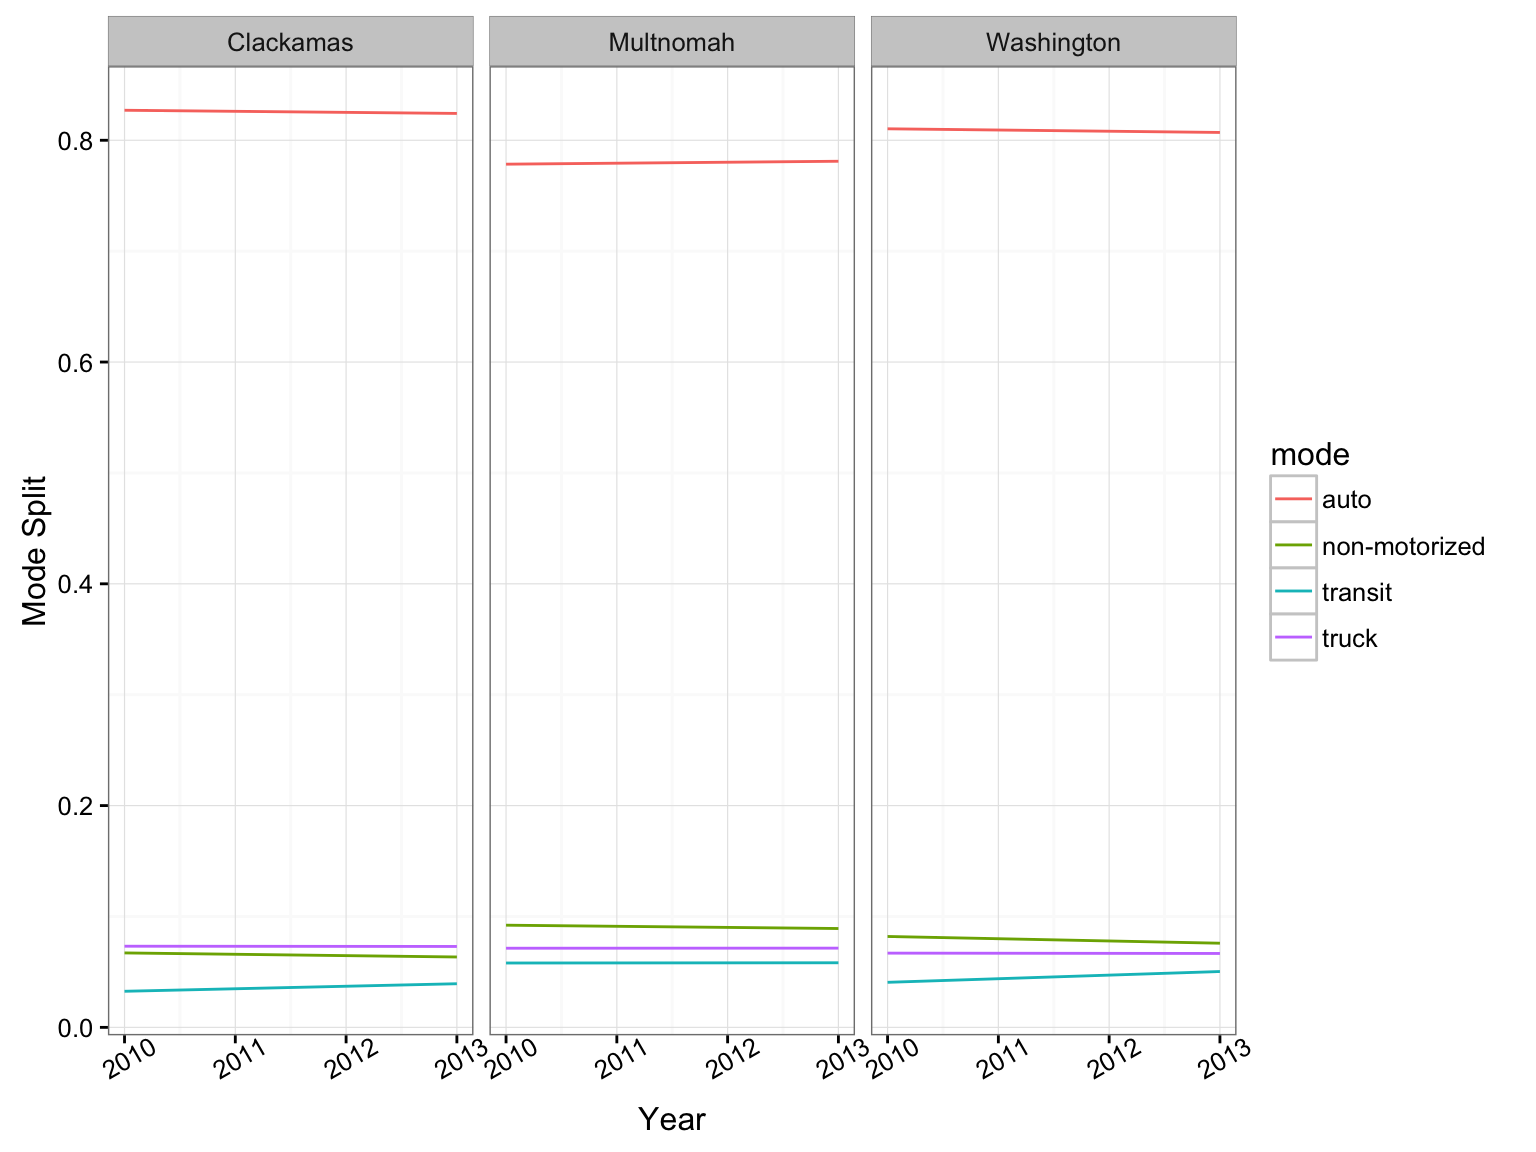 Clackamas Multnomah Washington
0.8
0.6
0.4
0.2
0.0
Mode Split
2010 2011 2012 2013 2010 2011 2012 2013 2010 2011 2012 2013
Year
mode
auto
non-motorized
transit
truck